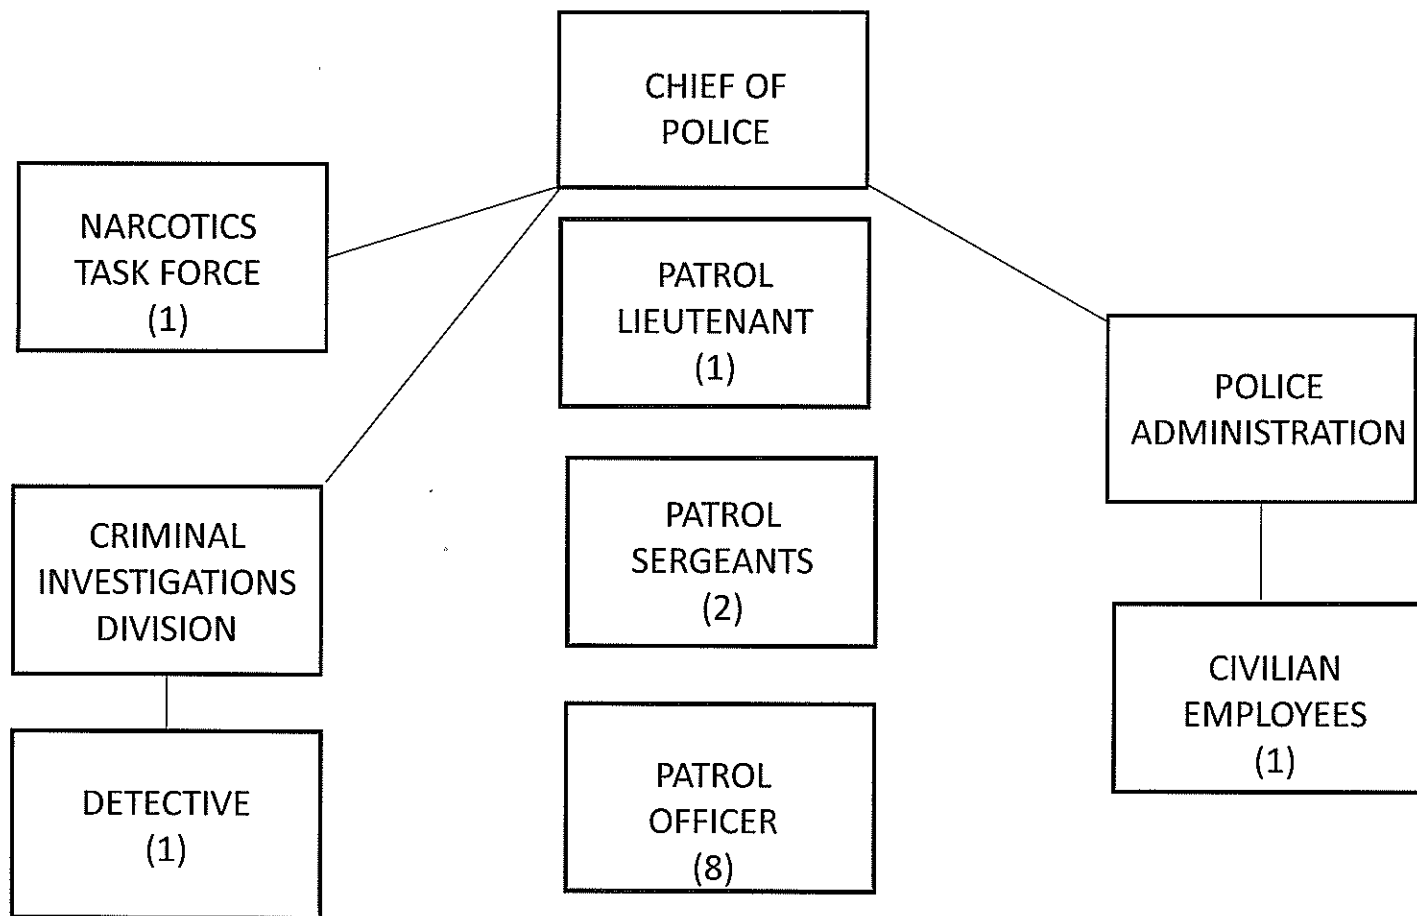 CHIEF OF
POLICE
NARCOTICS
TASK FORCE
(1)
PATROL
LIEUTENANT
(1)
POLICE
ADMINISTRATION
CRIMINAL
INVESTIGATIONS
DIVISION
PATROL
SERGEANTS
(2)
CIVILIAN
EMPLOYEES
(1)
DETECTIVE
(1)
PATROL
OFFICER
(8)